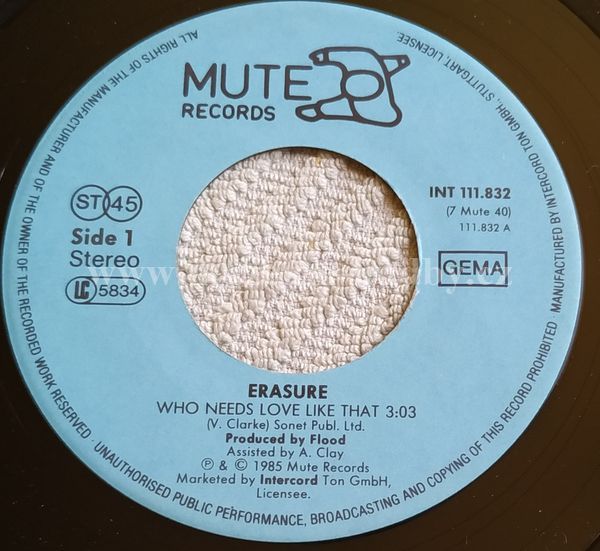 MUTE
RECORDS
ST 45
Side 1
Stereo
LC 5834
INT 111.832
(7 Mute 40)
111.832 A
GEMA
ERASURE
WHO NEEDS LOVE LIKE THAT 3:03
(V. Clarke) Sonet Publ. Ltd.
Produced by Flood
Assisted by A. Clay
℗ & © 1985 Mute Records
Marketed by Intercord Ton GmbH,
Licensee.
ALL RIGHTS OF THE MANUFACTURER AND OF THE OWNER OF THE RECORDED WORK RESERVED · UNAUTHORISED PUBLIC PERFORMANCE, BROADCASTING AND COPYING OF THIS RECORD PROHIBITED · MANUFACTURED BY INTERCORD TON GMBH, STUTTGART, LICENSEE.